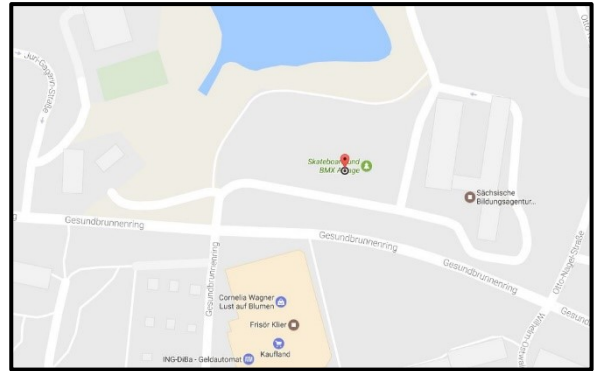 Juri-Gagarin-Straße
Skateboard und
BMX Anlage
Sächsische
Bildungsagentur...
Gesundbrunnenring
Gesundbrunnenring
Gesundbrunnenring
Gesundbrunnenring
Otto-Nagel-Straße
Cornelia Wagner
Lust auf Blumen
Frisör Klier
Kaufland
ING-DiBa - Geldautomat